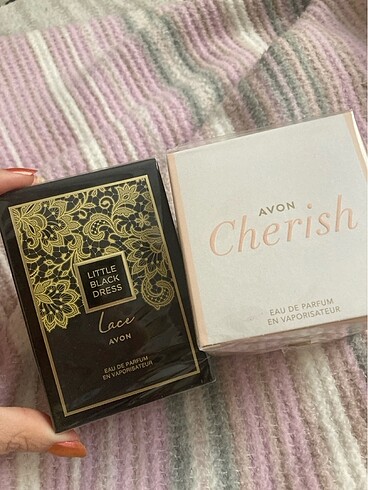 LITTLE
BLACK
DRESS
Lace
AVON
EAU DE PARFUM
EN VAPORISATEUR
AVON
Cherish
EAU DE PARFUM
EN VAPORISATEUR